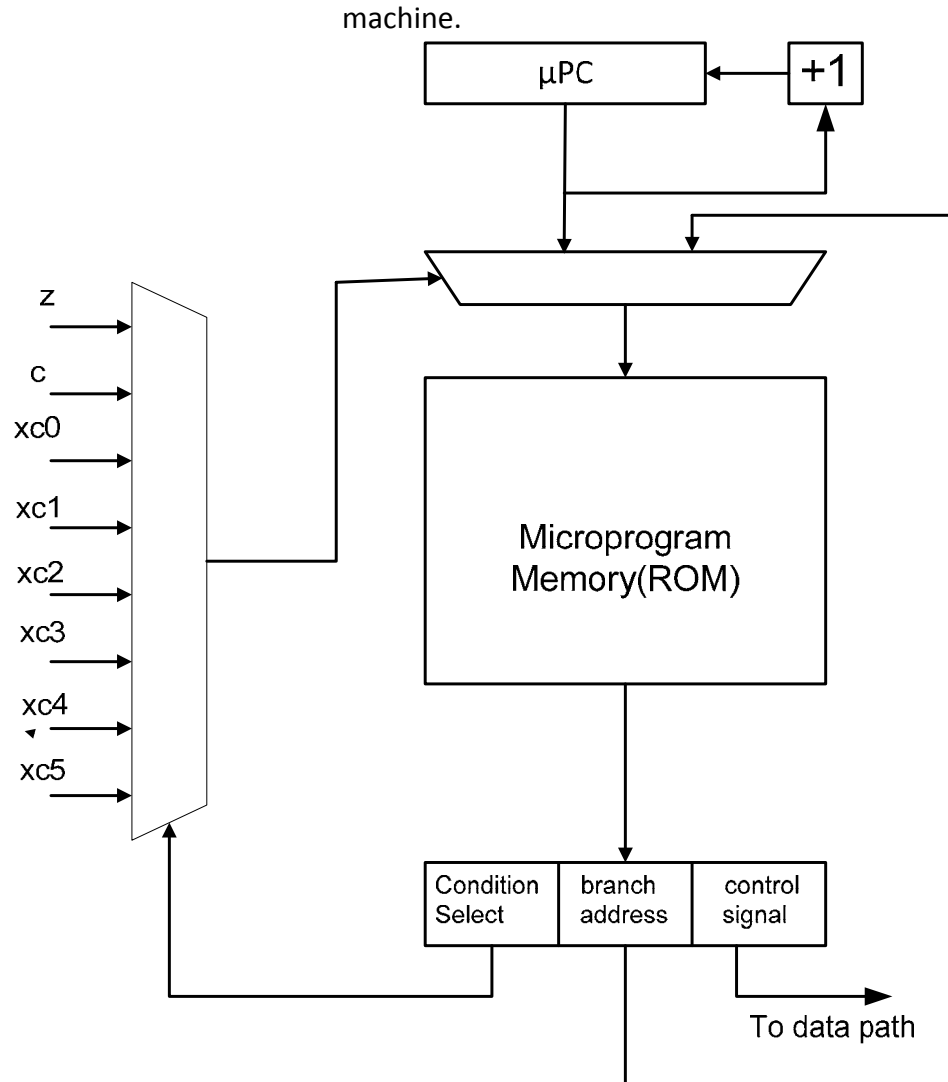 machine.
µPC
+1
z
c
xc0
xc1
xc2
xc3
xc4
xc5
Microprogram
Memory(ROM)
Condition
Select
branch
address
control
signal
To data path